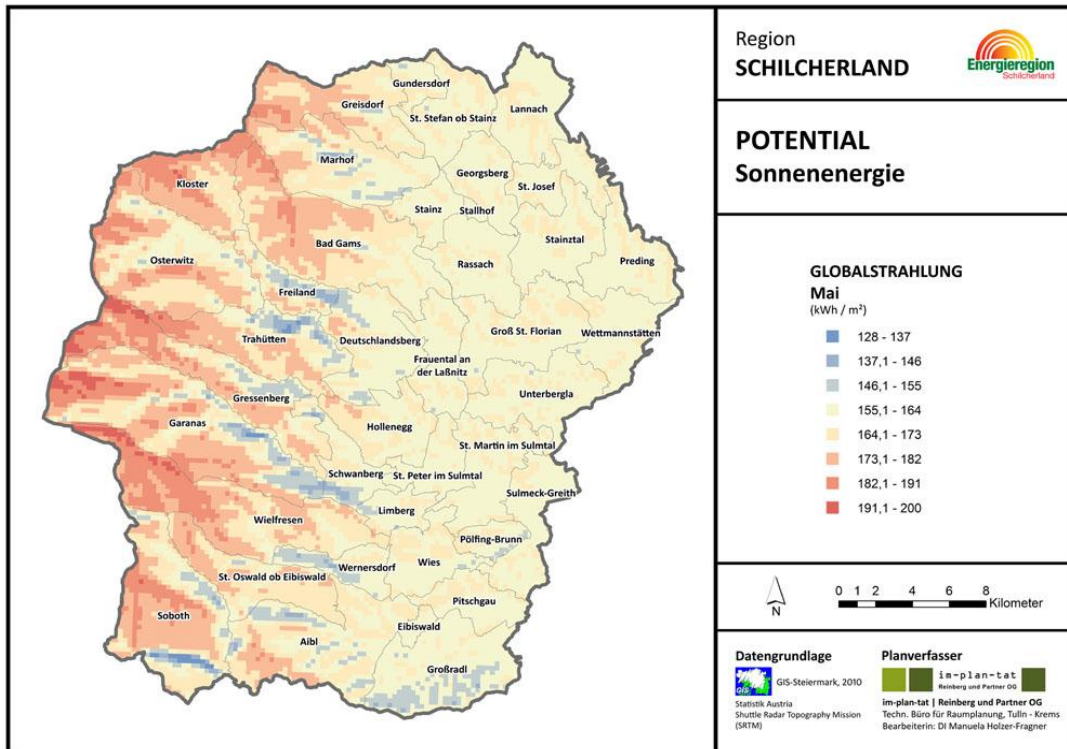 Region
SCHILCHERLAND
Energieregion
Schilcherland
POTENTIAL
Sonnenenergie
GLOBALSTRAHLUNG
Mai
(kWh / m²)
128 - 137
137,1 - 146
146,1 - 155
155,1 - 164
164,1 - 173
173,1 - 182
182,1 - 191
191,1 - 200
N
0 1 2 4 6 8
Kilometer
Datengrundlage
GIS
GIS-Steiermark, 2010
Statistik Austria
Shuttle Radar Topography Mission
(SRTM)
Planverfasser
im-plan-tat
Reinberg und Partner OG
im-plan-tat | Reinberg und Partner OG
Techn. Büro für Raumplanung, Tulln - Krems
Bearbeiterin: DI Manuela Holzer-Fragner
Gundersdorf
Greisdorf
Lannach
St. Stefan ob Stainz
Marhof
Georgsberg
Kloster
St. Josef
Stainz
Stallhof
Bad Gams
Stainztal
Osterwitz
Rassach
Preding
Freiland
Groß St. Florian
Wettmannstätten
Trahütten
Deutschlandsberg
Frauental an
der Laßnitz
Gressenberg
Unterbergla
Garanas
Hollenegg
St. Martin im Sulmtal
Schwanberg
St. Peter im Sulmtal
Sulmeck-Greith
Limberg
Wielfresen
Pölfing-Brunn
Wies
Wernersdorf
St. Oswald ob Eibiswald
Pitschgau
Soboth
Eibiswald
Aibl
Großradl